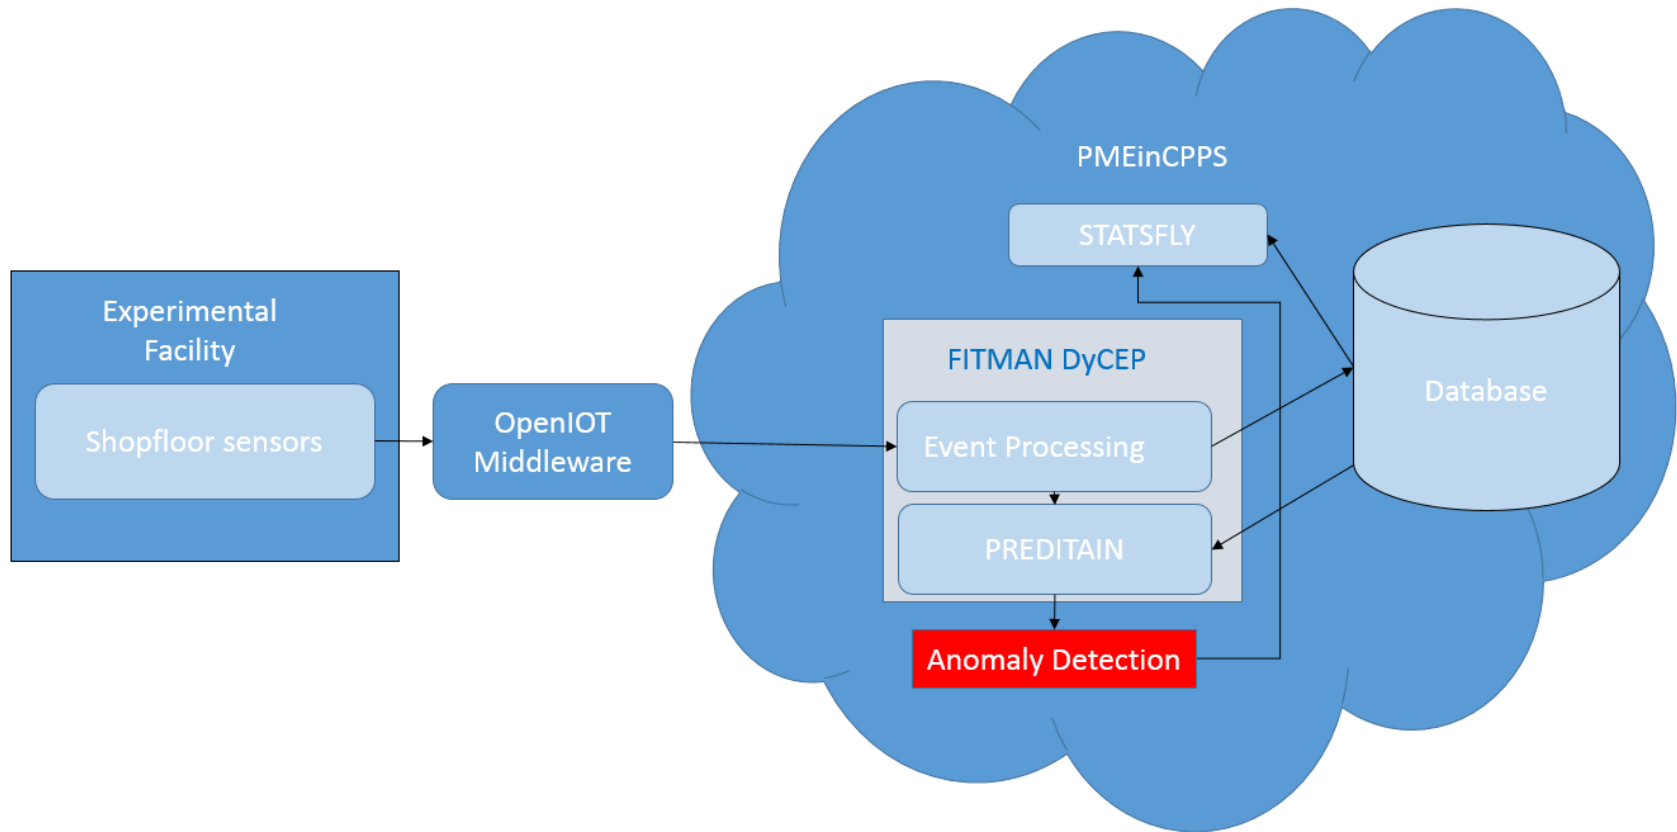 PMEinCPPS
STATSFLY
Experimental
Facility
Shopfloor sensors
OpenIOT
Middleware
FITMAN DyCEP
Event Processing
PREDITAIN
Anomaly Detection
Database